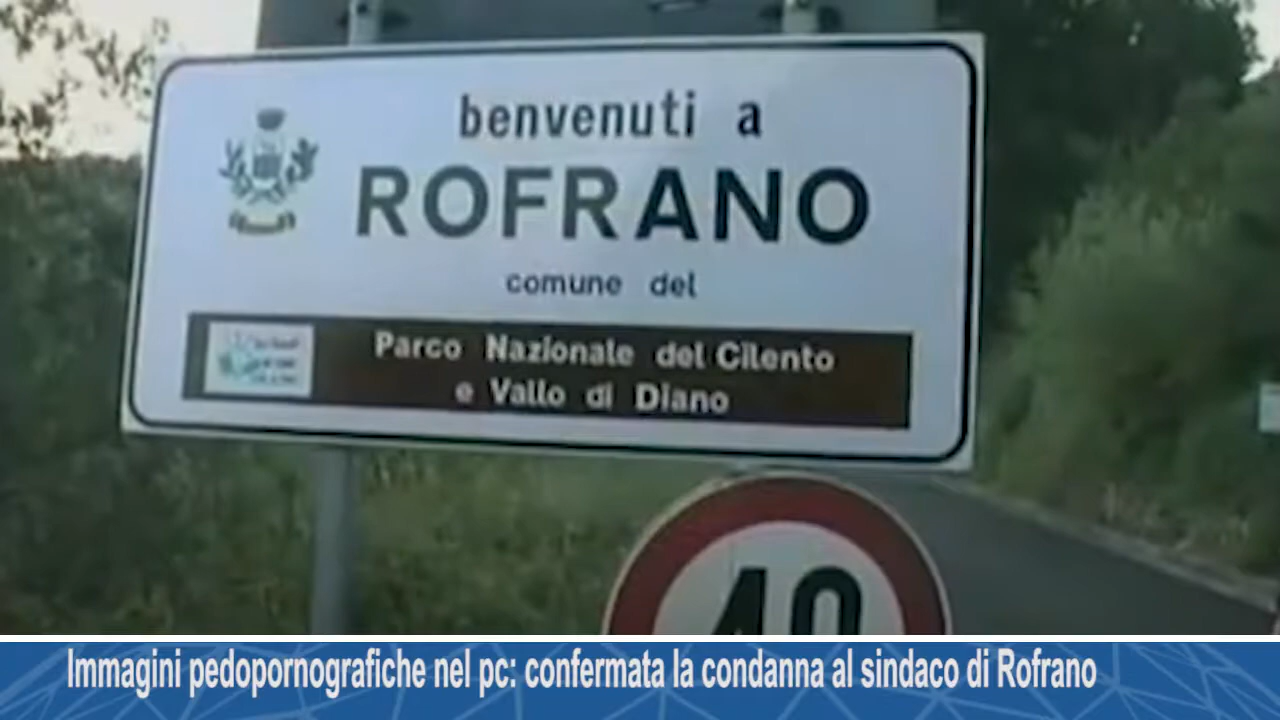 benvenuti a
ROFRANO
comune del
Parco Nazionale del Cilento
e Vallo di Diano
40
Immagini pedopornografiche nel pc: confermata la condanna al sindaco di Rofrano